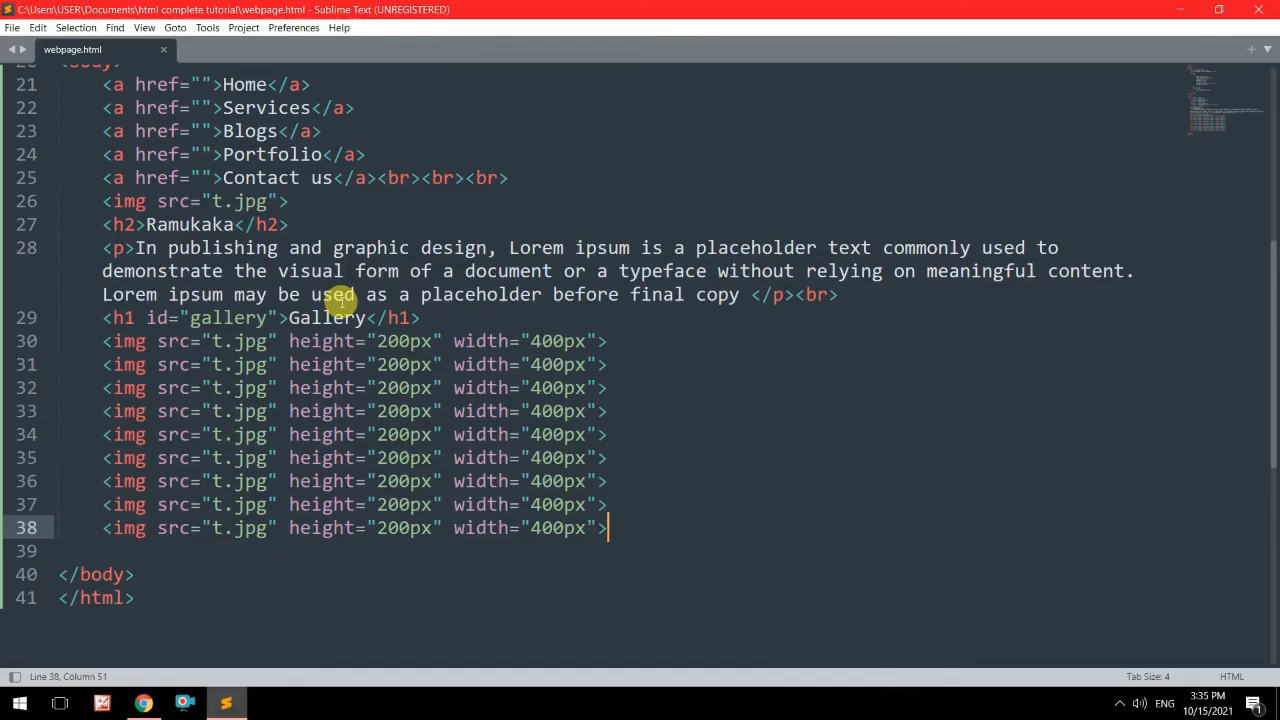 C:\Users\USER\Documents\html complete tutorial\webpage.html - Sublime Text (UNREGISTERED)
File Edit Selection Find View Goto Tools Project Preferences Help
webpage.html
20 <body>
21 <a href="">Home</a>
22 <a href="">Services</a>
23 <a href="">Blogs</a>
24 <a href="">Portfolio</a>
25 <a href="">Contact us</a><br><br><br>
26 <img src="t.jpg">
27 <h2>Ramukaka</h2>
28 <p>In publishing and graphic design, Lorem ipsum is a placeholder text commonly used to
demonstrate the visual form of a document or a typeface without relying on meaningful content.
Lorem ipsum may be used as a placeholder before final copy </p><br>
29 <h1 id="gallery">Gallery</h1>
30 <img src="t.jpg" height="200px" width="400px">
31 <img src="t.jpg" height="200px" width="400px">
32 <img src="t.jpg" height="200px" width="400px">
33 <img src="t.jpg" height="200px" width="400px">
34 <img src="t.jpg" height="200px" width="400px">
35 <img src="t.jpg" height="200px" width="400px">
36 <img src="t.jpg" height="200px" width="400px">
37 <img src="t.jpg" height="200px" width="400px">
38 <img src="t.jpg" height="200px" width="400px">
39
40 </body>
41 </html>
Line 38, Column 51 Tab Size: 4 HTML
ENG 3:35 PM
10/15/2021 1